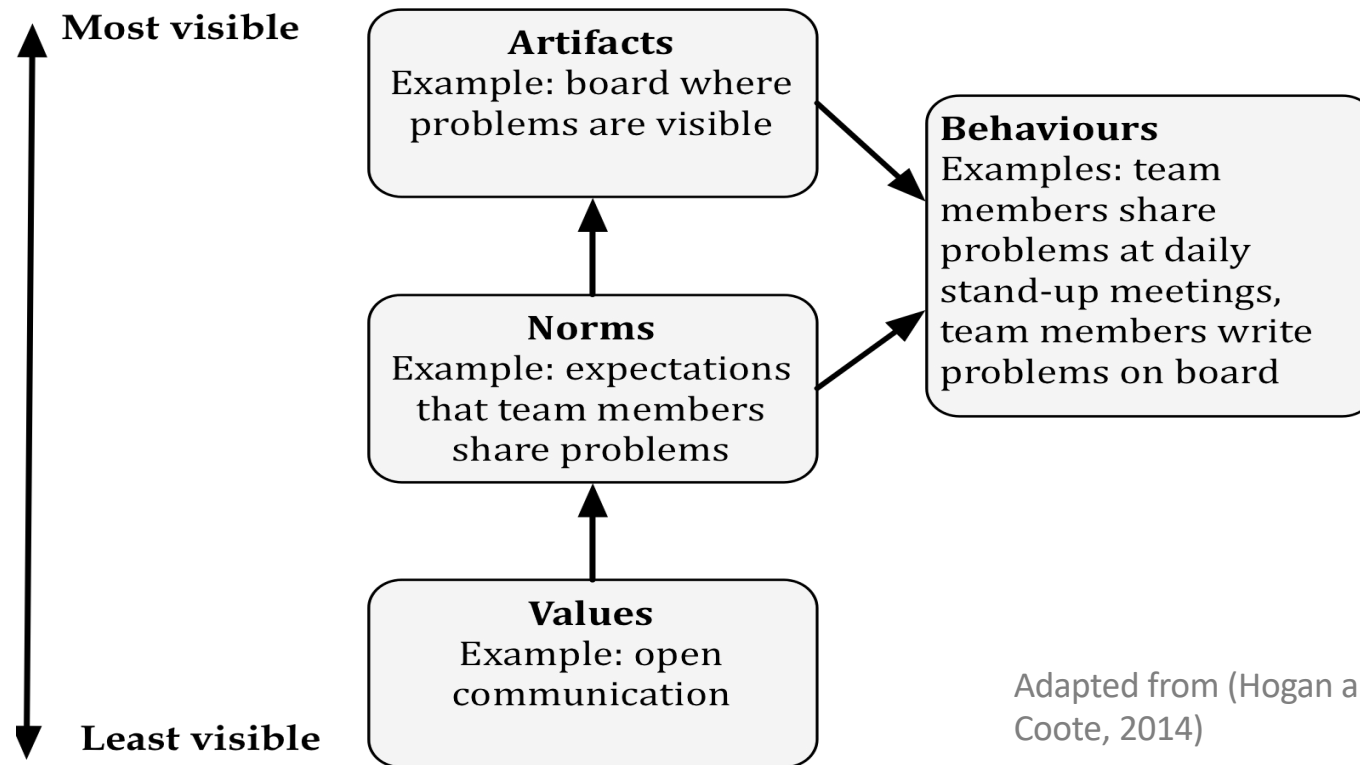 Most visible
Artifacts
Example: board where
problems are visible
Behaviours
Examples: team
members share
problems at daily
stand-up meetings,
team members write
problems on board
Norms
Example: expectations
that team members
share problems
Values
Example: open
communication
Least visible
Adapted from (Hogan a
Coote, 2014)